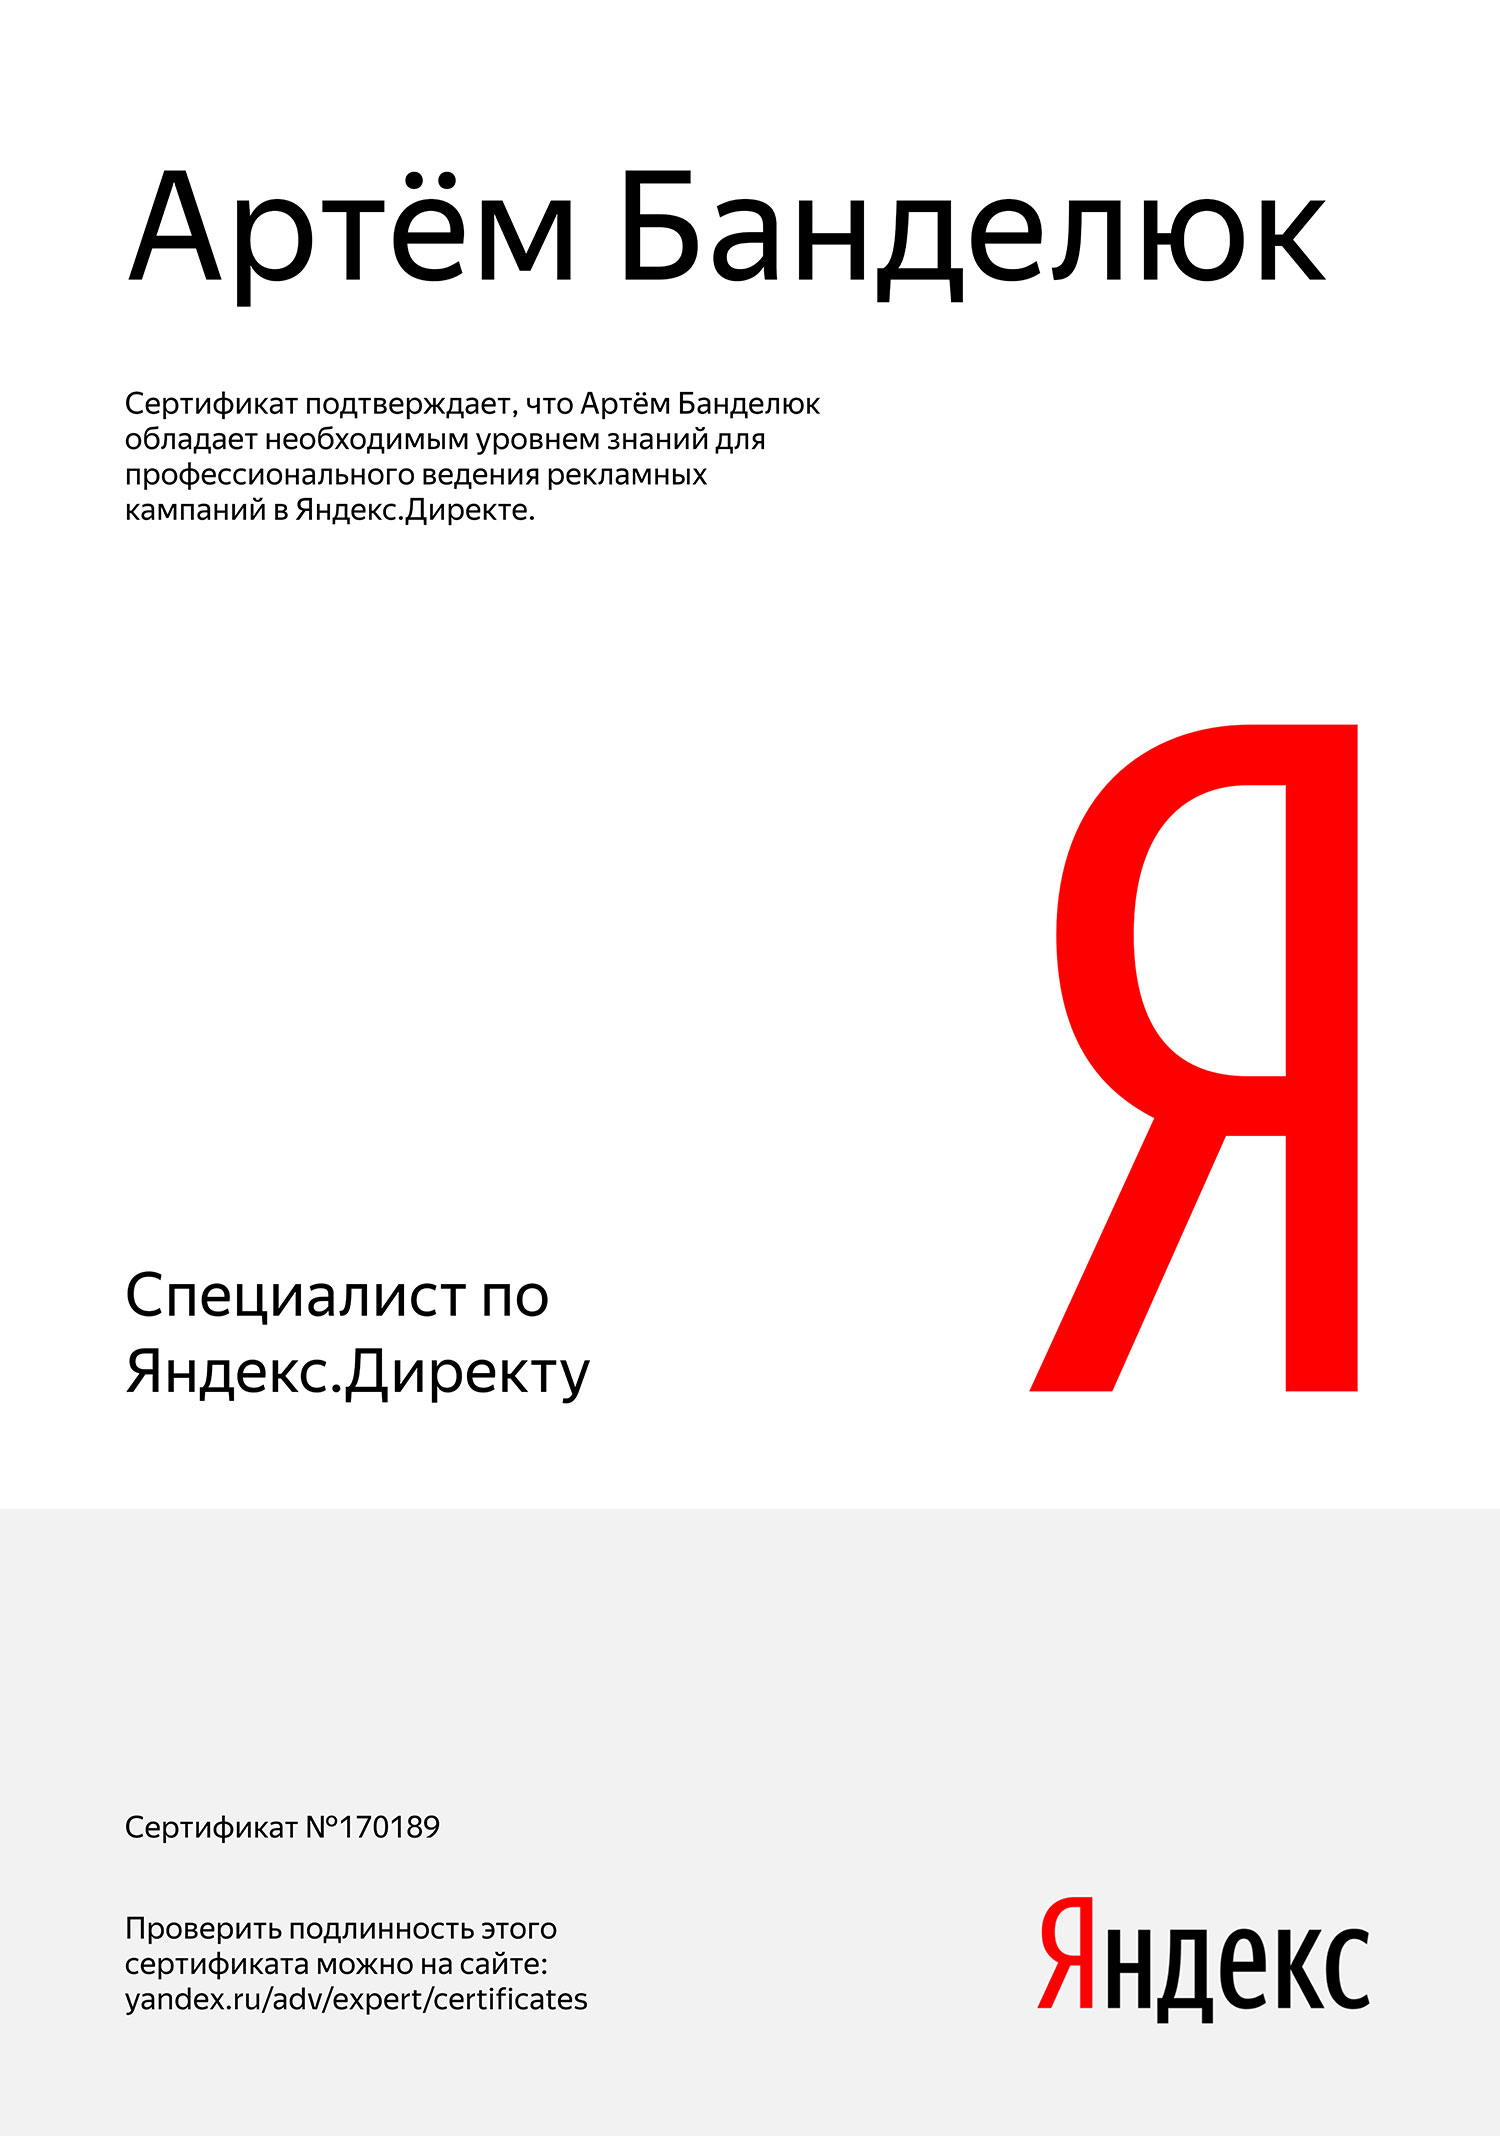 Артём Банделюк
Сертификат подтверждает, что Артём Банделюк
обладает необходимым уровнем знаний для
профессионального ведения рекламных
кампаний в Яндекс.Директе.
Я
Специалист по
Яндекс.Директу
Сертификат №170189
Проверить подлинность этого
сертификата можно на сайте:
yandex.ru/adv/expert/certificates
Яндекс